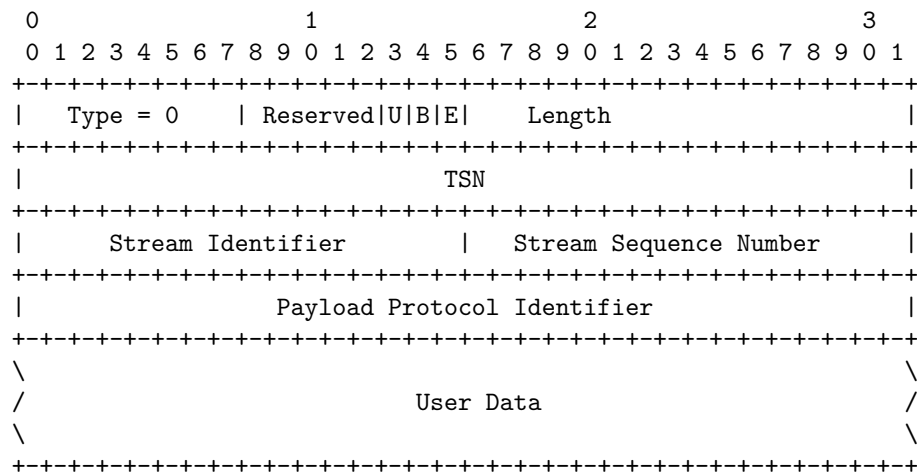 0                   1                   2                   3
 0 1 2 3 4 5 6 7 8 9 0 1 2 3 4 5 6 7 8 9 0 1 2 3 4 5 6 7 8 9 0 1
+-+-+-+-+-+-+-+-+-+-+-+-+-+-+-+-+-+-+-+-+-+-+-+-+-+-+-+-+-+-+-+-+
|   Type = 0    | Reserved|U|B|E|    Length                     |
+-+-+-+-+-+-+-+-+-+-+-+-+-+-+-+-+-+-+-+-+-+-+-+-+-+-+-+-+-+-+-+-+
|                              TSN                              |
+-+-+-+-+-+-+-+-+-+-+-+-+-+-+-+-+-+-+-+-+-+-+-+-+-+-+-+-+-+-+-+-+
|      Stream Identifier        |   Stream Sequence Number      |
+-+-+-+-+-+-+-+-+-+-+-+-+-+-+-+-+-+-+-+-+-+-+-+-+-+-+-+-+-+-+-+-+
|                  Payload Protocol Identifier                  |
+-+-+-+-+-+-+-+-+-+-+-+-+-+-+-+-+-+-+-+-+-+-+-+-+-+-+-+-+-+-+-+-+
\                                                               \
/                            User Data                          /
\                                                               \
+-+-+-+-+-+-+-+-+-+-+-+-+-+-+-+-+-+-+-+-+-+-+-+-+-+-+-+-+-+-+-+-+